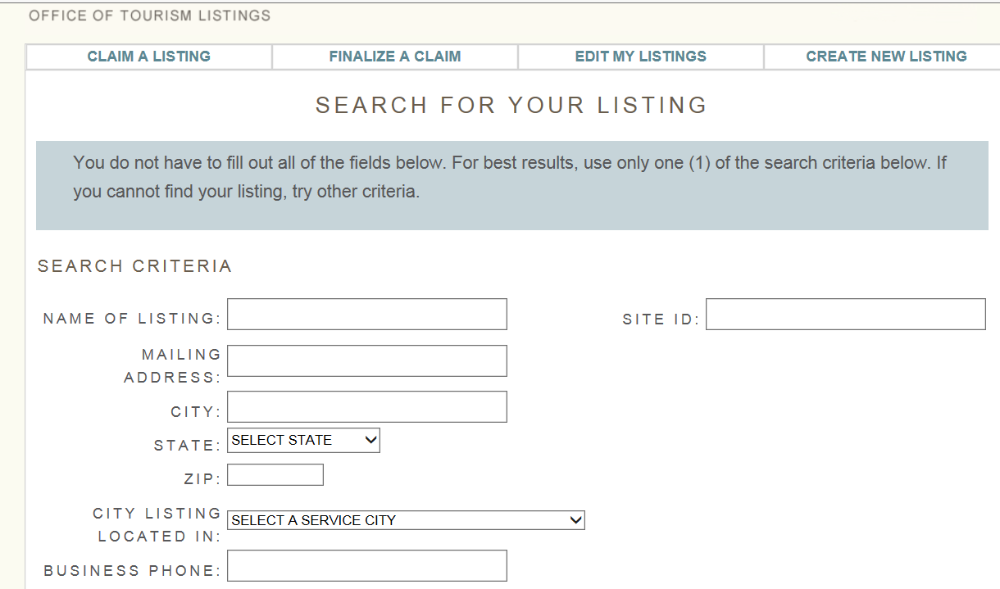 OFFICE OF TOURISM LISTINGS
CLAIM A LISTING FINALIZE A CLAIM EDIT MY LISTINGS CREATE NEW LISTING
SEARCH FOR YOUR LISTING
You do not have to fill out all of the fields below. For best results, use only one (1) of the search criteria below. If
you cannot find your listing, try other criteria.
SEARCH CRITERIA
NAME OF LISTING: SITE ID:
MAILING
ADDRESS:
CITY:
STATE: SELECT STATE
ZIP:
CITY LISTING
LOCATED IN: SELECT A SERVICE CITY
BUSINESS PHONE: